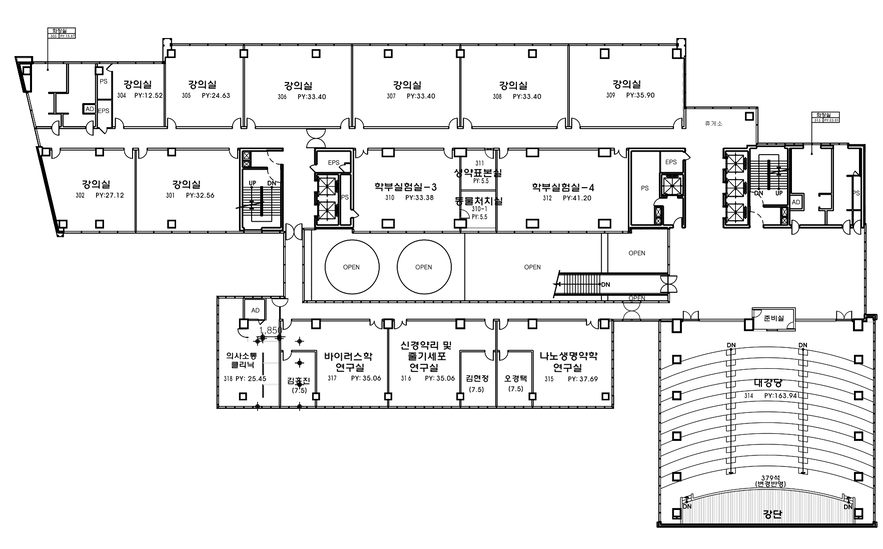 화장실
강의실
304 PY:12.52
강의실
305 PY:24.63
강의실
306 PY:33.40
강의실
307 PY:33.40
강의실
308 PY:33.40
강의실
309 PY:35.90
PS
AD
EPS
휴게소
화장실
강의실
302 PY:27.12
강의실
301 PY:32.56
UP DN
EPS
PS
학부실험실-3
310 PY:33.38
311
생약표본실
PY:5.5
동물처치실
310-1
PY:5.5
학부실험실-4
312 PY:41.20
PS
EPS
DN UP
AD
PS
OPEN
OPEN
OPEN
OPEN
DN
OPEN
AD
1,850
의사소통
클리닉
318 PY:25.45
(7.5)
바이러스학
연구실
317 PY:35.06
신경약리 및
줄기세포
연구실
316 PY:35.06
김현정
(7.5)
오경택
(7.5)
나노생명약학
연구실
315 PY:37.69
준비실
DN
DN
대강당
314 PY:163.94
379석
(변경반영)
DN
DN
강단